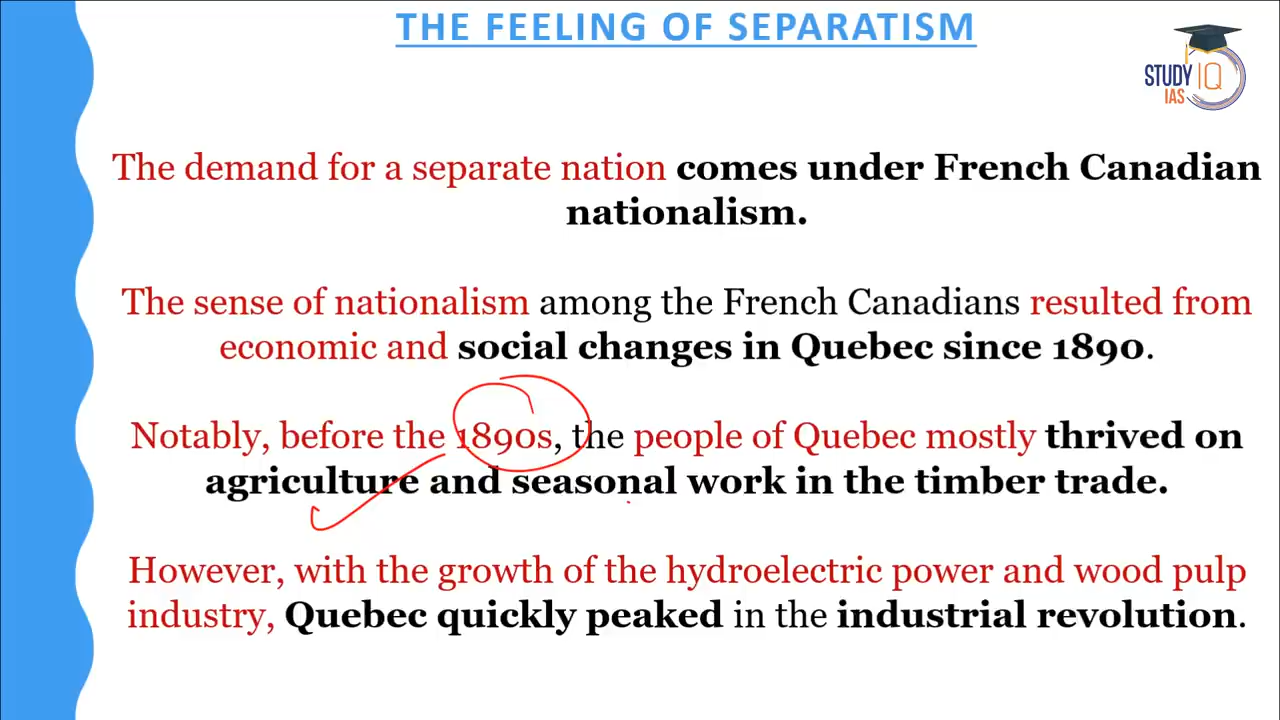 THE FEELING OF SEPARATISM
STUDY IQ
IAS
The demand for a separate nation comes under French Canadian
nationalism.
The sense of nationalism among the French Canadians resulted from
economic and social changes in Quebec since 1890.
Notably, before the 1890s, the people of Quebec mostly thrived on
agriculture and seasonal work in the timber trade.
However, with the growth of the hydroelectric power and wood pulp
industry, Quebec quickly peaked in the industrial revolution.